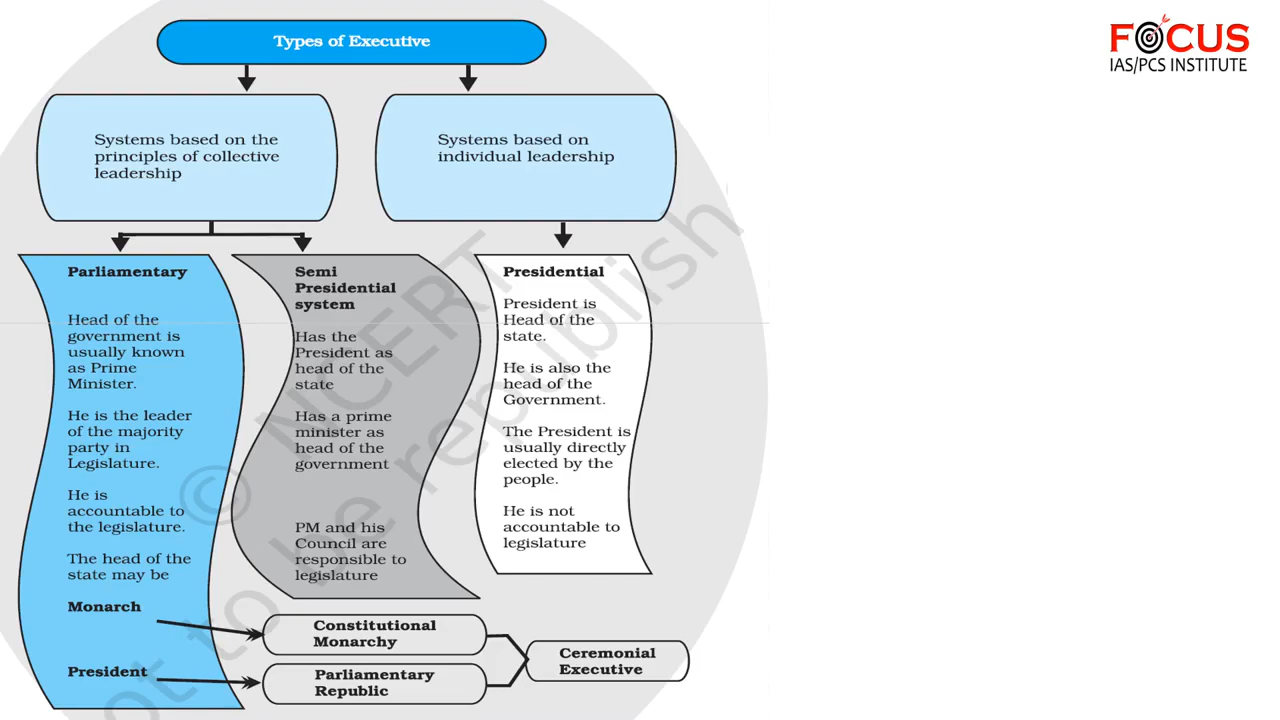 Types of Executive
FOCUS
IAS/PCS INSTITUTE
Systems based on the
principles of collective
leadership
Systems based on
individual leadership
Parliamentary
Head of the
government is
usually known
as Prime
Minister.
He is the leader
of the majority
party in
Legislature.
He is
accountable to
the legislature.
The head of the
state may be
Monarch
President
Semi
Presidential
system
Has the
President as
head of the
state
Has a prime
minister as
head of the
government
PM and his
Council are
responsible to
legislature
Presidential
President is
Head of the
state.
He is also the
head of the
Government.
The President is
usually directly
elected by the
people.
He is not
accountable to
legislature
Constitutional
Monarchy
Parliamentary
Republic
Ceremonial
Executive
© NCERT
not to be republish